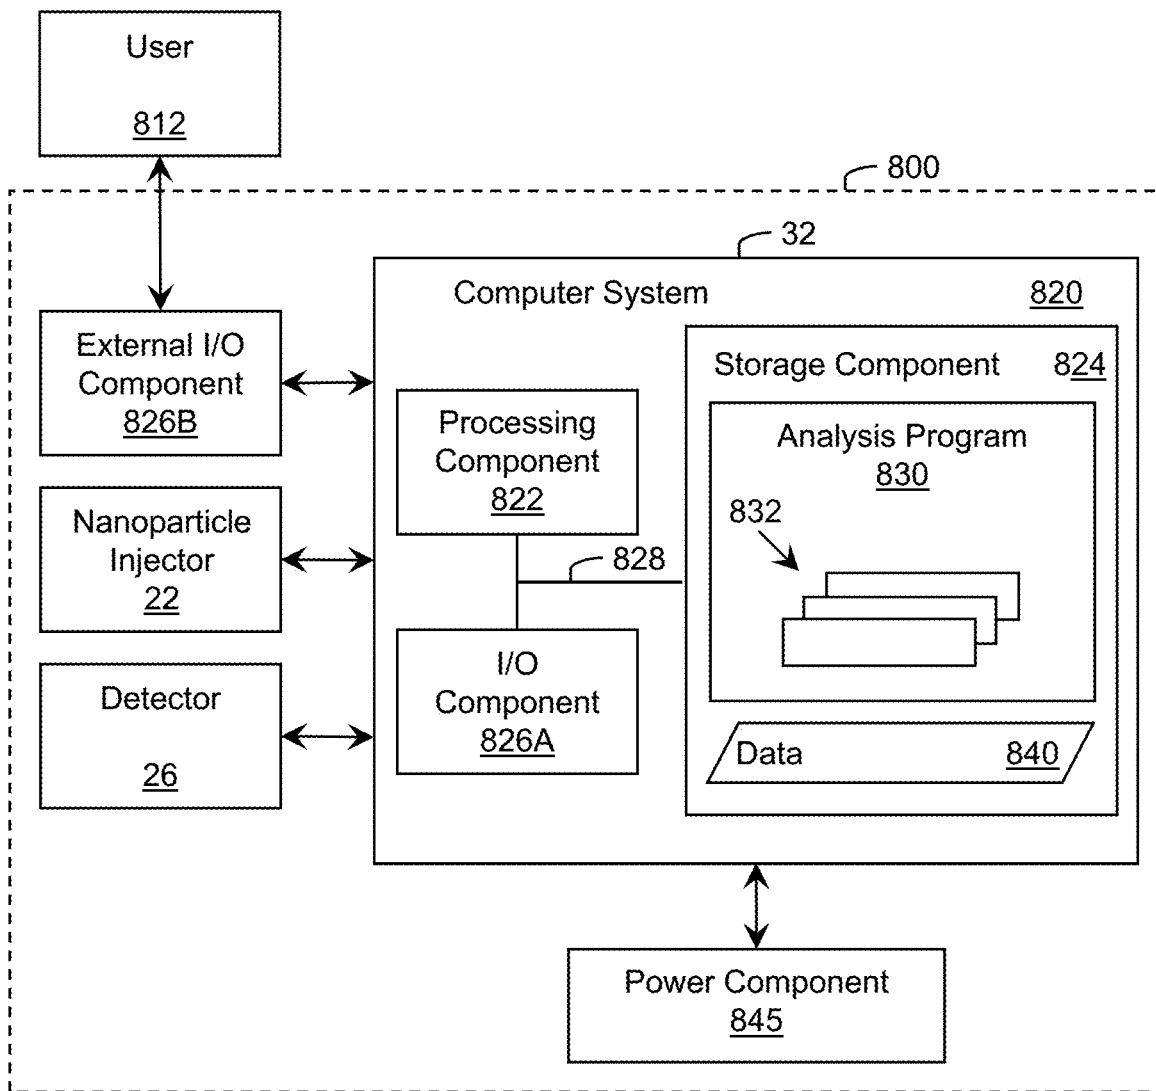 User
812
800
32
Computer System
820
External I/O
Component
826B
Storage Component
824
Processing
Component
822
Analysis Program
830
832
Nanoparticle
Injector
22
828
I/O
Component
826A
Detector
26
Data
840
Power Component
845